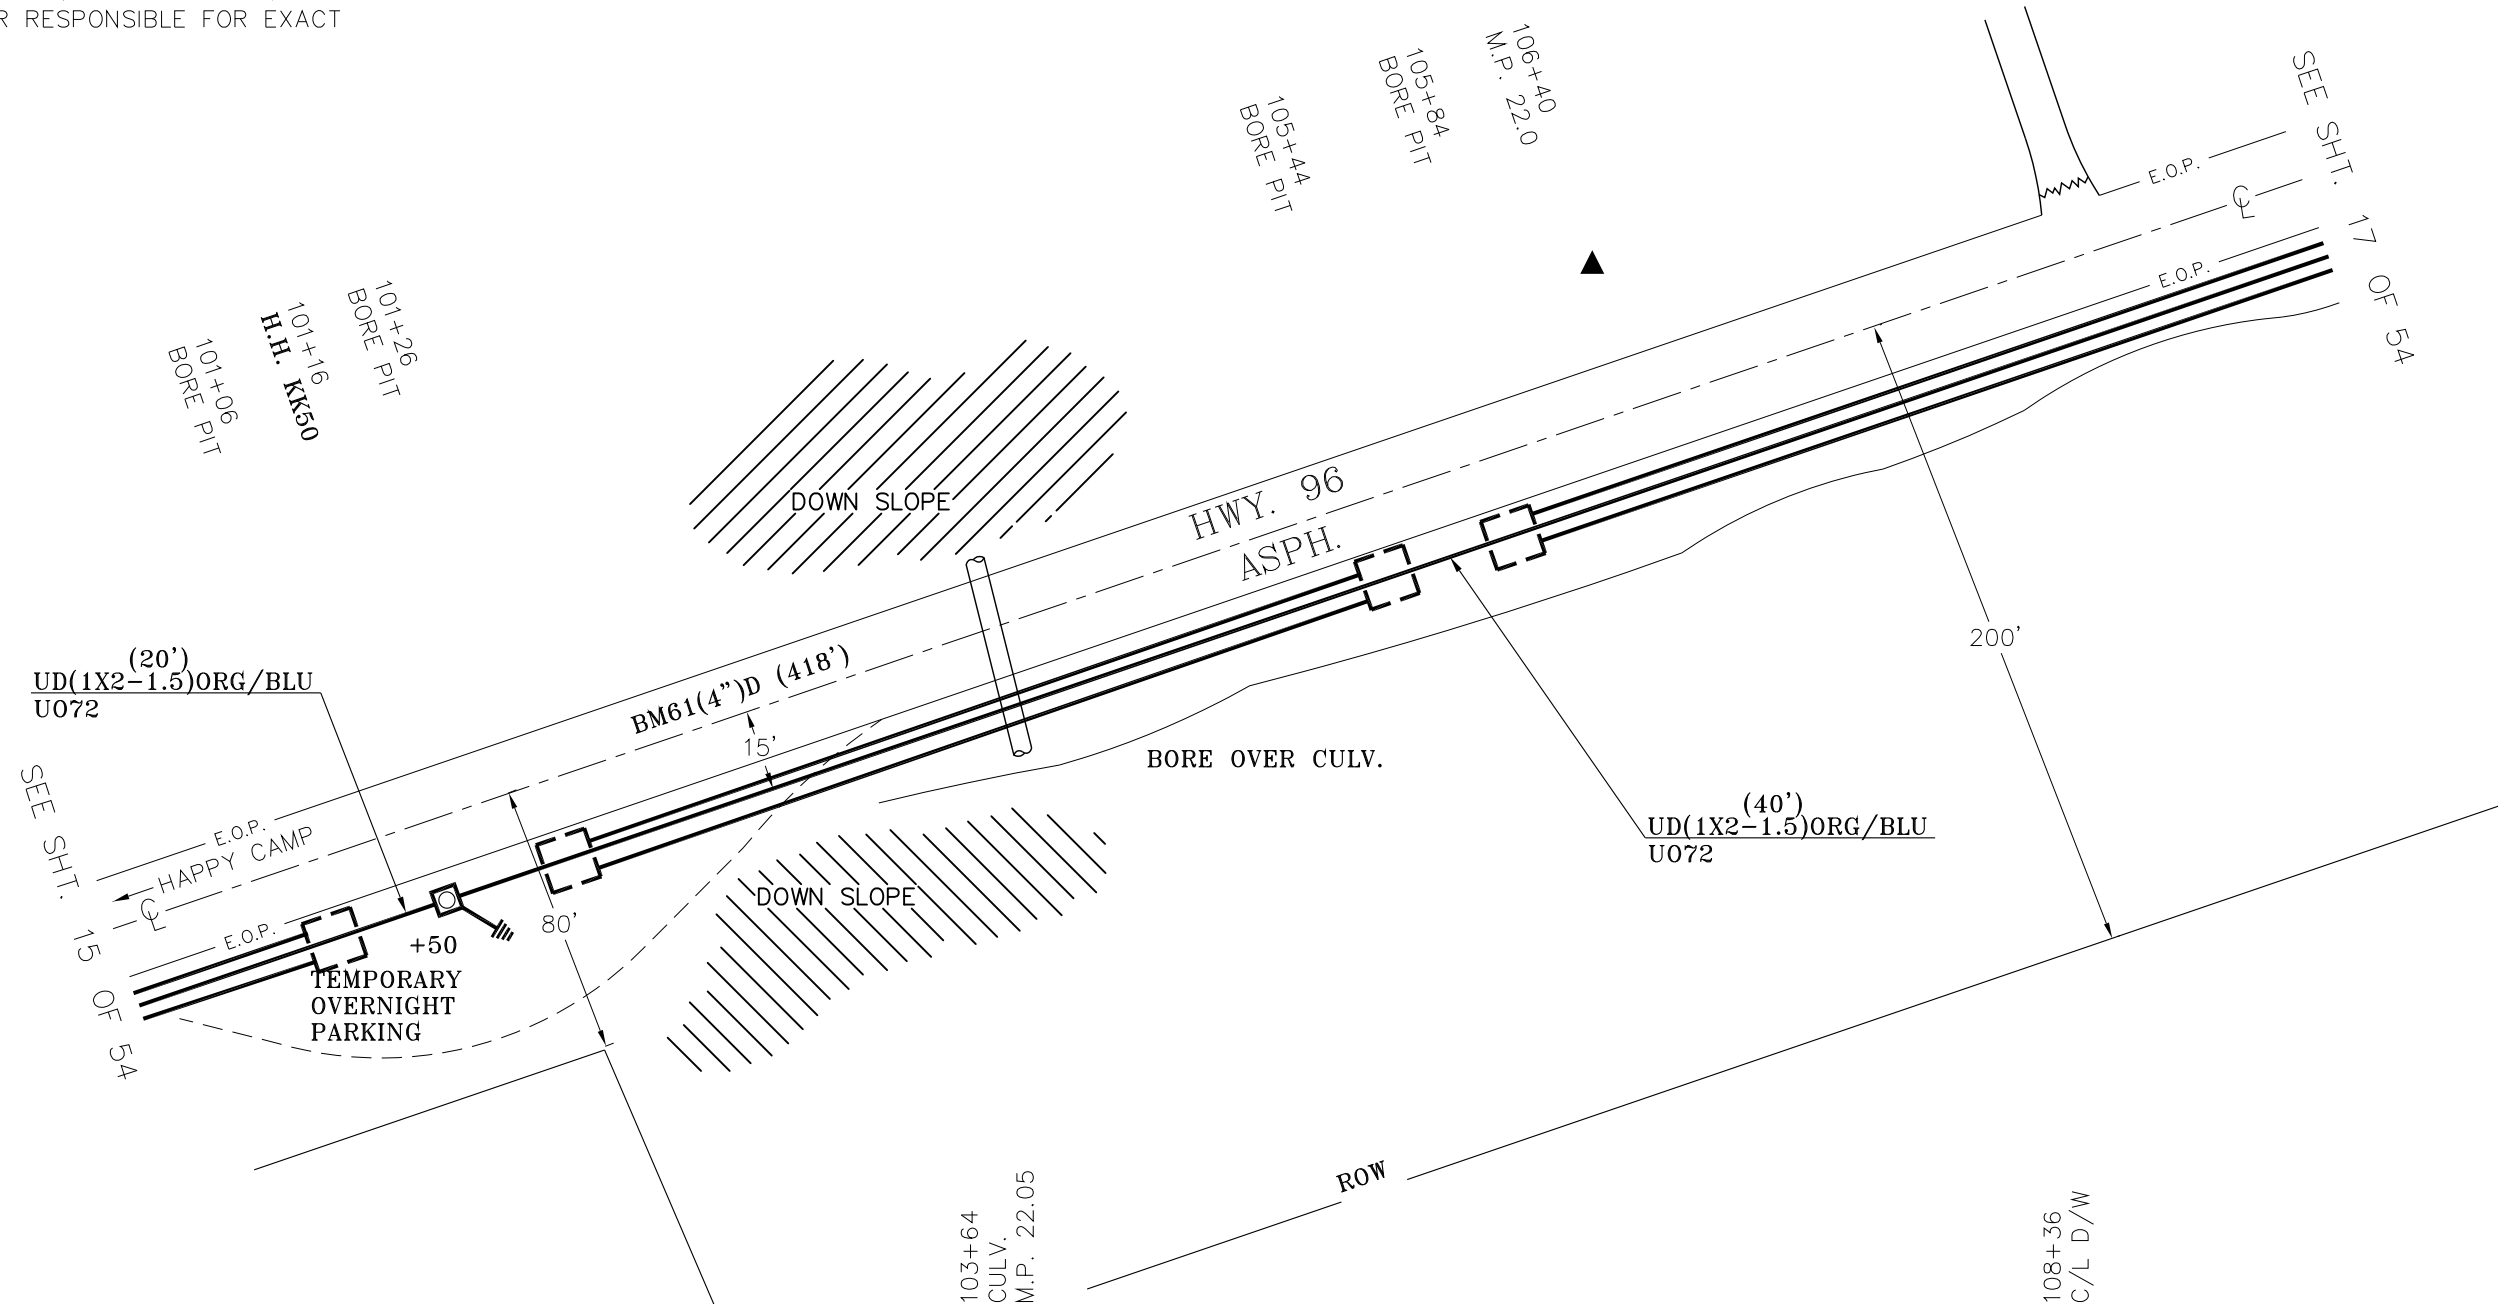 R RESPONSIBLE FOR EXACT
106+40
M.P. 22.0
105+84
BORE PIT
105+44
BORE PIT
SEE SHT. 17 OF 54
E.O.P.
CL
E.O.P.
101+26
BORE PIT
101+16
H.H. KK50
101+06
BORE PIT
DOWN SLOPE
HWY. 96
ASPH.
200'
(20')
UD(1X2-1.5)ORG/BLU
U072
BM61(4")D (418')
15'
BORE OVER CULV.
(40')
UD(1X2-1.5)ORG/BLU
U072
SEE SHT. 15 OF 54
E.O.P.
HAPPY CAMP
CL
E.O.P.
DOWN SLOPE
80'
+50
TEMPORARY
OVERNIGHT
PARKING
ROW
103+64
CULV.
M.P. 22.05
108+36
C/L D/W